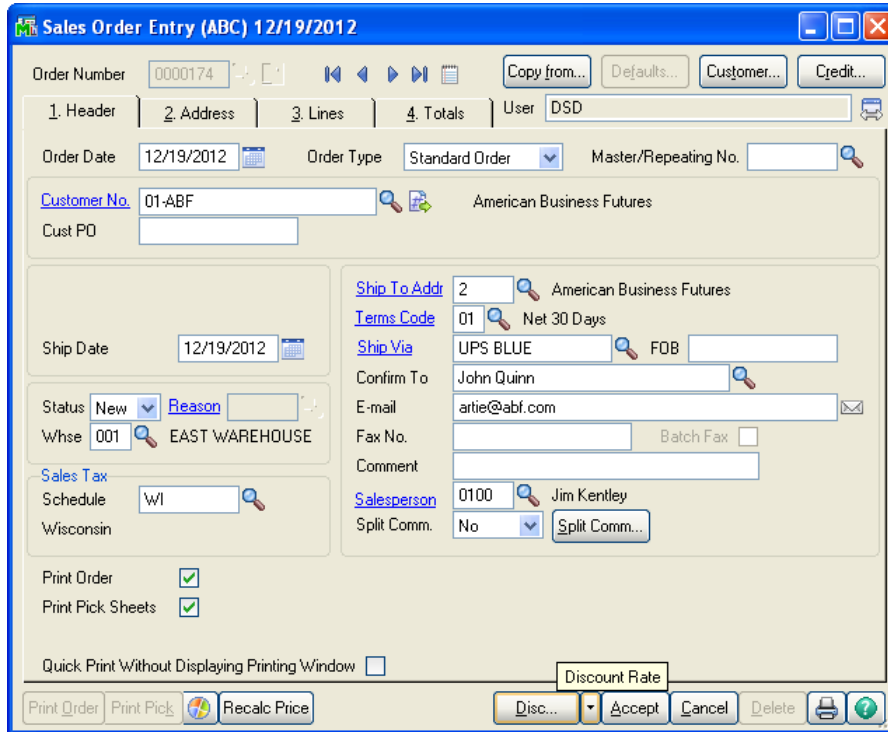 Sales Order Entry (ABC) 12/19/2012
Order Number 0000174 Copy from... Defaults... Customer... Credit...
1. Header 2. Address 3. Lines 4. Totals User DSD
Order Date 12/19/2012 Order Type Standard Order Master/Repeating No.
Customer No. 01-ABF American Business Futures
Cust PO
Ship To Addr 2 American Business Futures
Terms Code 01 Net 30 Days
Ship Date 12/19/2012 Ship Via UPS BLUE FOB
Confirm To John Quinn
Status New Reason E-mail artie@abf.com
Whse 001 EAST WAREHOUSE Fax No. Batch Fax
Sales Tax Comment
Schedule WI Salesperson 0100 Jim Kentley
Wisconsin Split Comm. No Split Comm...
Print Order
Print Pick Sheets
Quick Print Without Displaying Printing Window
Discount Rate
Print Order Print Pick Recalc Price Disc... Accept Cancel Delete